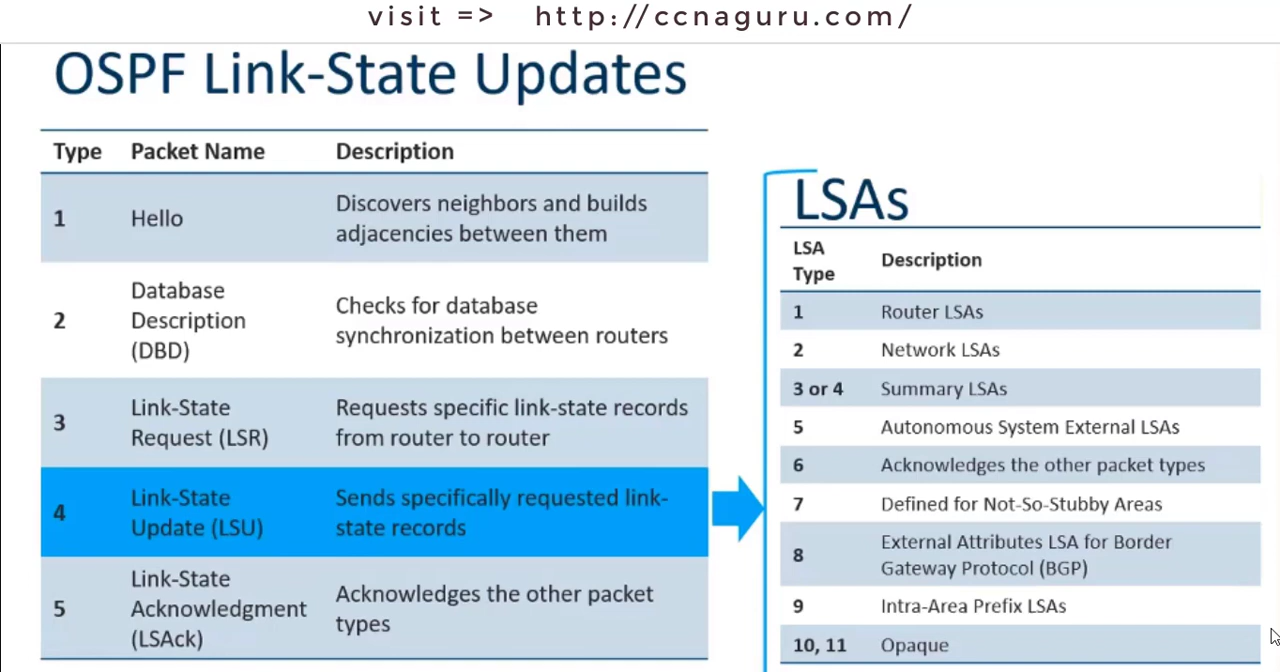 visit => http://ccnaguru.com/
OSPF Link-State Updates
Type Packet Name Description
1 Hello Discovers neighbors and builds
adjacencies between them
2 Database
Description
(DBD) Checks for database
synchronization between routers
3 Link-State
Request (LSR) Requests specific link-state records
from router to router
4 Link-State
Update (LSU) Sends specifically requested link-
state records
5 Link-State
Acknowledgment
(LSAck) Acknowledges the other packet
types
LSAs
LSA
Type Description
1 Router LSAs
2 Network LSAs
3 or 4 Summary LSAs
5 Autonomous System External LSAs
6 Acknowledges the other packet types
7 Defined for Not-So-Stubby Areas
8 External Attributes LSA for Border
Gateway Protocol (BGP)
9 Intra-Area Prefix LSAs
10, 11 Opaque